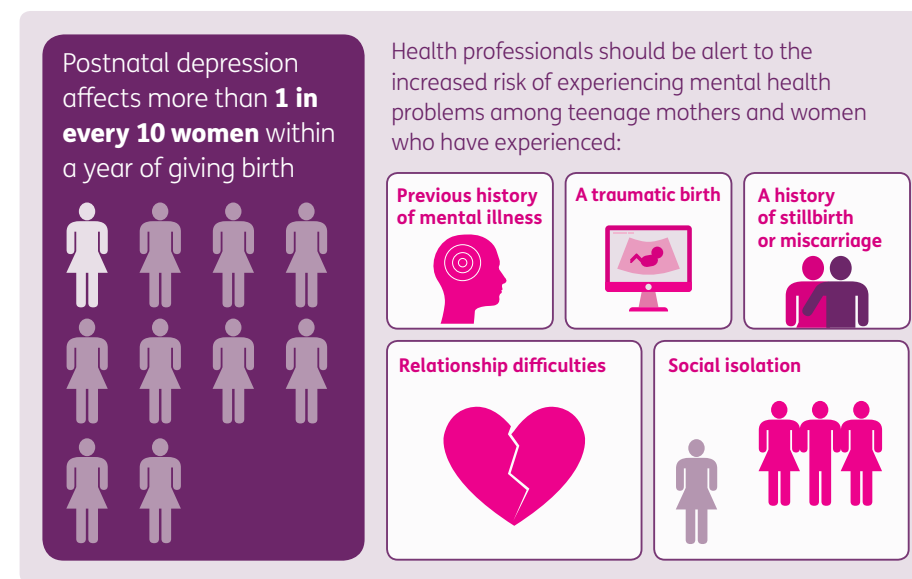 Postnatal depression
affects more than 1 in
every 10 women within
a year of giving birth
Health professionals should be alert to the
increased risk of experiencing mental health
problems among teenage mothers and women
who have experienced:
Previous history
of mental illness
A traumatic birth
A history
of stillbirth
or miscarriage
Relationship difficulties
Social isolation